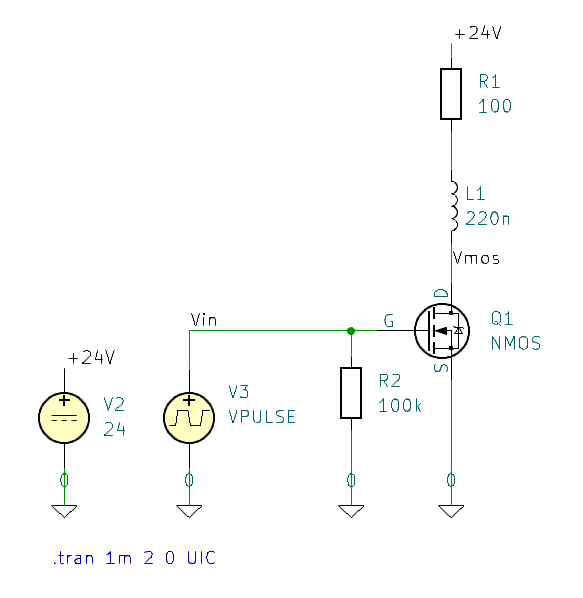 +24V
R1
100
L1
220n
Vmos
D
Vin
G
Q1
NMOS
S
+24V
V2
24
V3
VPULSE
R2
100k
0
0
0
0
.tran 1m 2 0 UIC